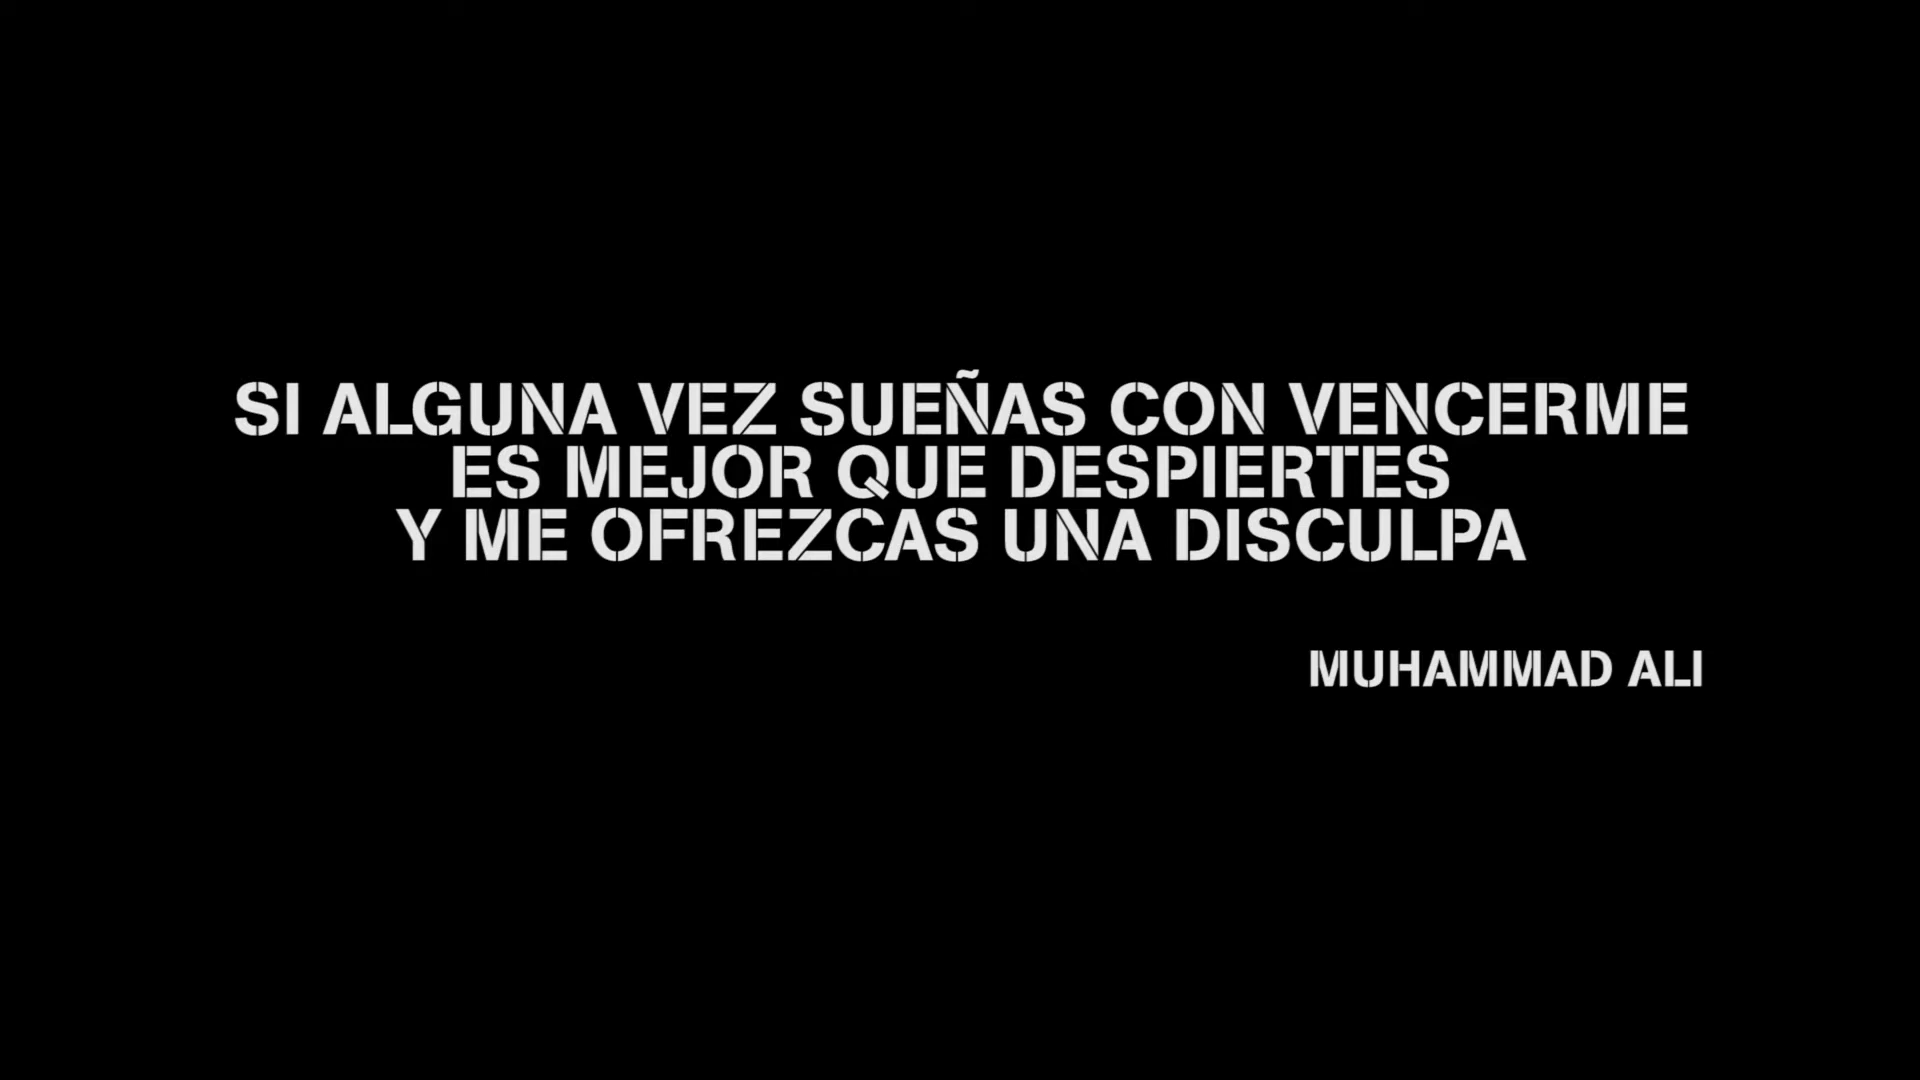 SI ALGUNA VEZ SUEÑAS CON VENCERME
ES MEJOR QUE DESPIERTES
Y ME OFREZCAS UNA DISCULPA
MUHAMMAD ALI